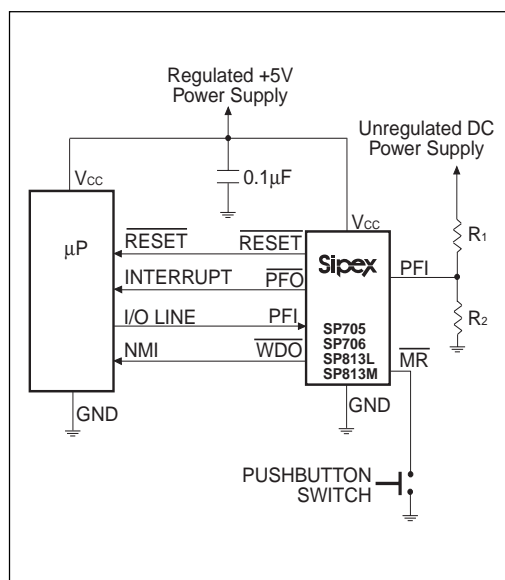 Regulated +5V
Power Supply
Unregulated DC
Power Supply
VCC
0.1µF
VCC
R1
µP
RESET
RESET
Sipex
PFI
INTERRUPT
PFO
I/O LINE
PFI
R2
SP705
SP706
SP813L
SP813M
NMI
WDO
MR
GND
GND
PUSHBUTTON
SWITCH